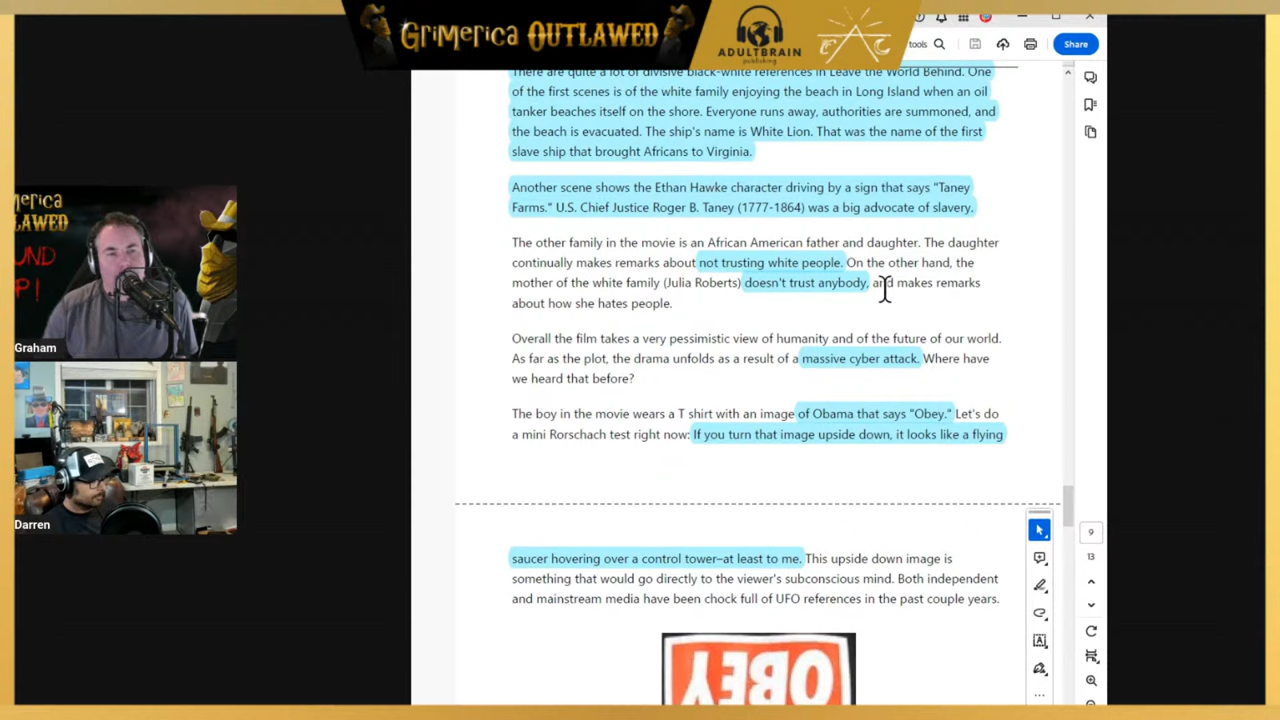 GriMerica OUTLAWED
ADULTBRAIN
publishing
tools
Share
There are quite a lot of divisive black-white references in Leave the World Behind. One
of the first scenes is of the white family enjoying the beach in Long Island when an oil
tanker beaches itself on the shore. Everyone runs away, authorities are summoned, and
the beach is evacuated. The ship's name is White Lion. That was the name of the first
slave ship that brought Africans to Virginia.
Another scene shows the Ethan Hawke character driving by a sign that says "Taney
Farms." U.S. Chief Justice Roger B. Taney (1777-1864) was a big advocate of slavery.
The other family in the movie is an African American father and daughter. The daughter
continually makes remarks about not trusting white people. On the other hand, the
mother of the white family (Julia Roberts) doesn't trust anybody, and makes remarks
about how she hates people.
Overall the film takes a very pessimistic view of humanity and of the future of our world.
As far as the plot, the drama unfolds as a result of a massive cyber attack. Where have
we heard that before?
The boy in the movie wears a T shirt with an image of Obama that says "Obey." Let's do
a mini Rorschach test right now: If you turn that image upside down, it looks like a flying
saucer hovering over a control tower–at least to me. This upside down image is
something that would go directly to the viewer's subconscious mind. Both independent
and mainstream media have been chock full of UFO references in the past couple years.
OBEY
9
13
merica
LAWED
Graham
Darren